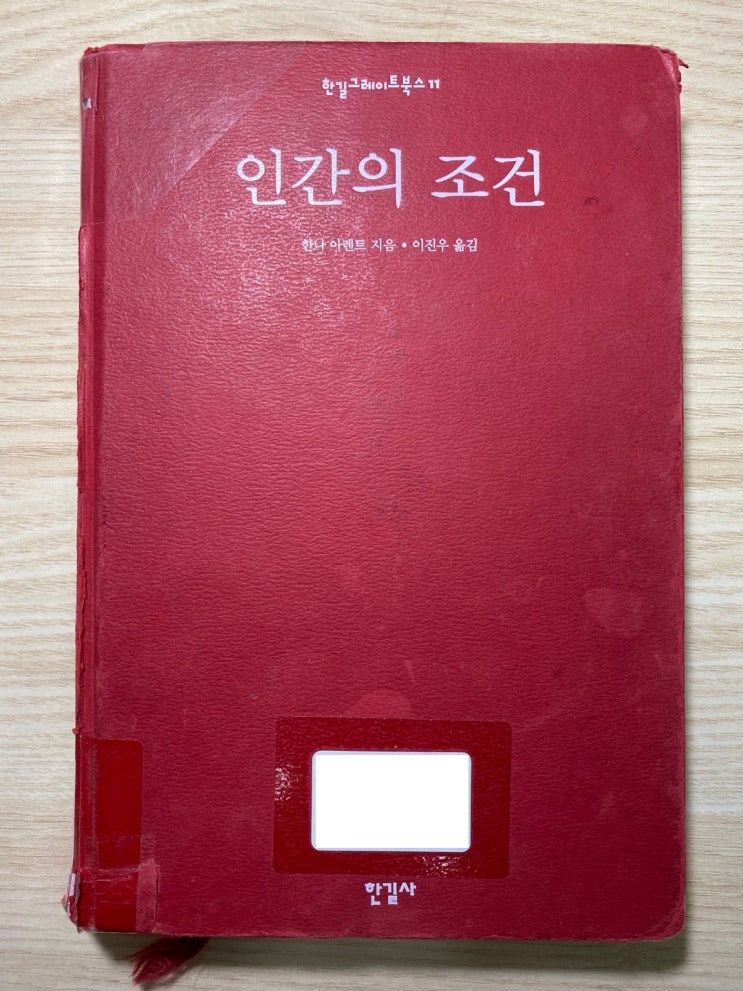 한길그레이트북스 11
인간의 조건
한나 아렌트 지음 • 이진우 옮김
한길사